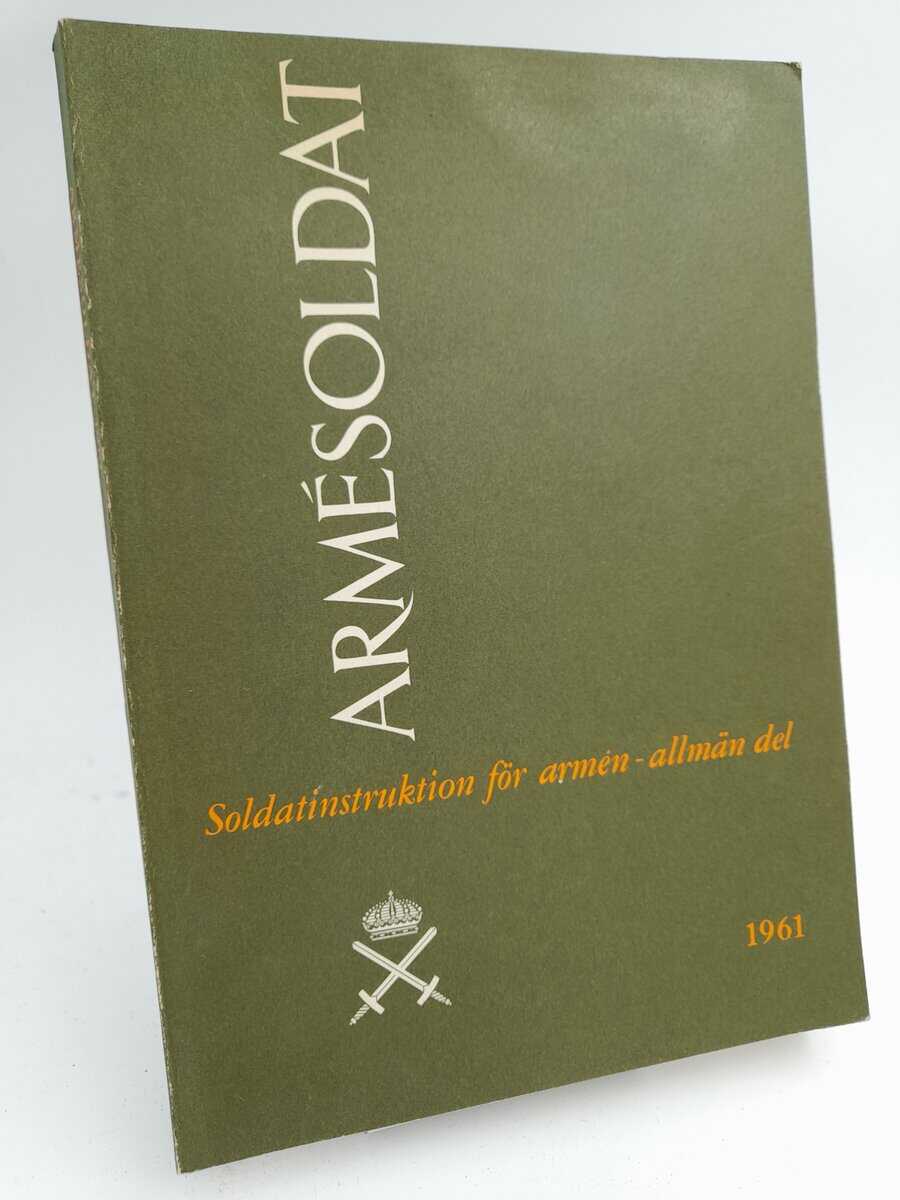 ARMÉSOLDAT
Soldatinstruktion för armén - allmän del
1961